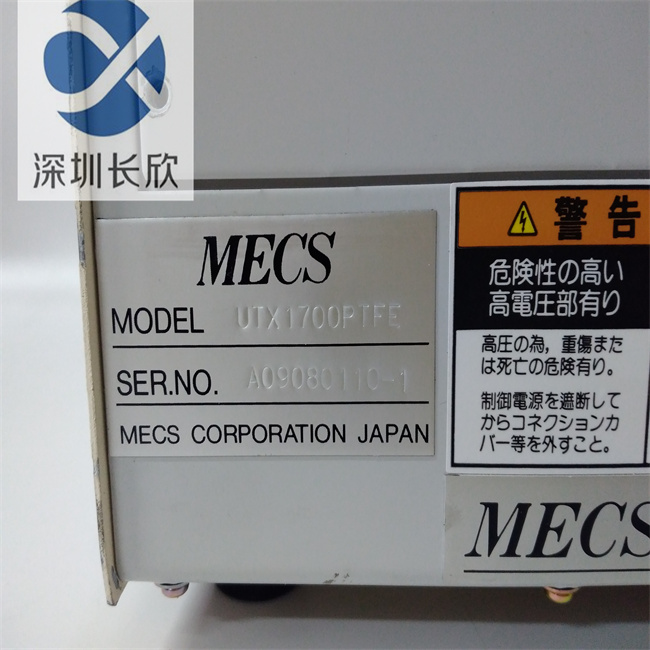 深圳长欣
MECS
MODEL UTX1700PTFE
SER.NO. A09080110-1
MECS CORPORATION JAPAN
警告
危険性の高い
高電圧部有り
高圧の為，重傷また
は死亡の危険有り。
制御電源を遮断して
からコネクションカ
バー等を外すこと。
MECS